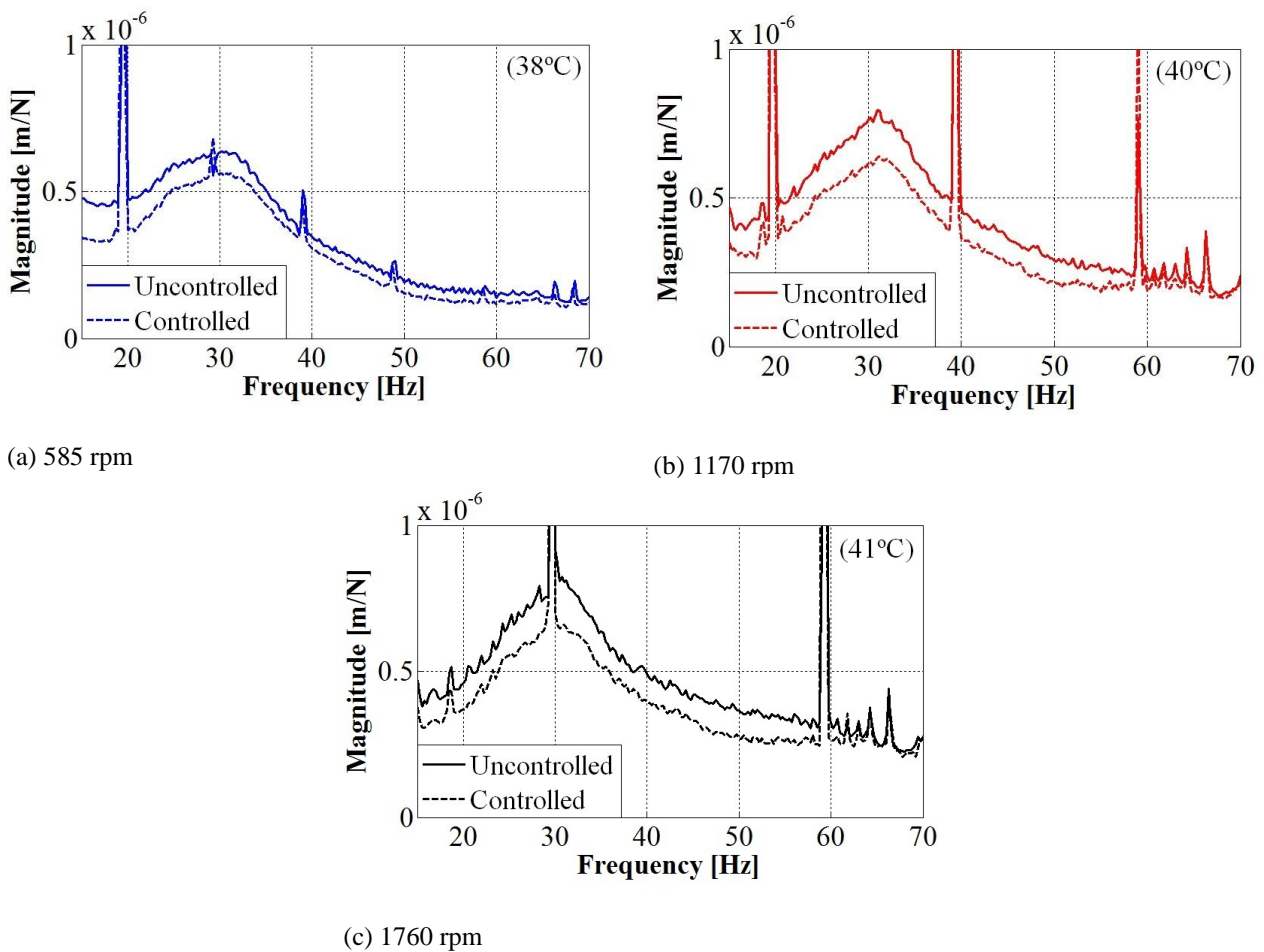 1 x 10-6
(38ºC)
Magnitude [m/N]
0.5
Uncontrolled
Controlled
0
20 30 40 50 60 70
Frequency [Hz]
(a) 585 rpm
1 x 10-6
(40ºC)
Magnitude [m/N]
0.5
Uncontrolled
Controlled
0
20 30 40 50 60 70
Frequency [Hz]
(b) 1170 rpm
1 x 10-6
(41ºC)
Magnitude [m/N]
0.5
Uncontrolled
Controlled
0
20 30 40 50 60 70
Frequency [Hz]
(c) 1760 rpm